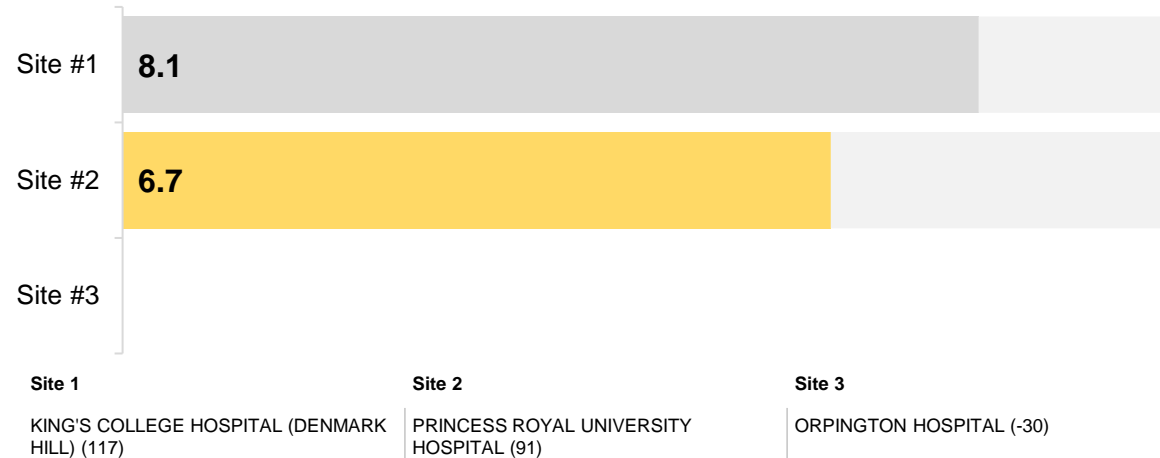 Site #1
8.1
Site #2
6.7
Site #3
Site 1
KING'S COLLEGE HOSPITAL (DENMARK
HILL) (117)
Site 2
PRINCESS ROYAL UNIVERSITY
HOSPITAL (91)
Site 3
ORPINGTON HOSPITAL (-30)